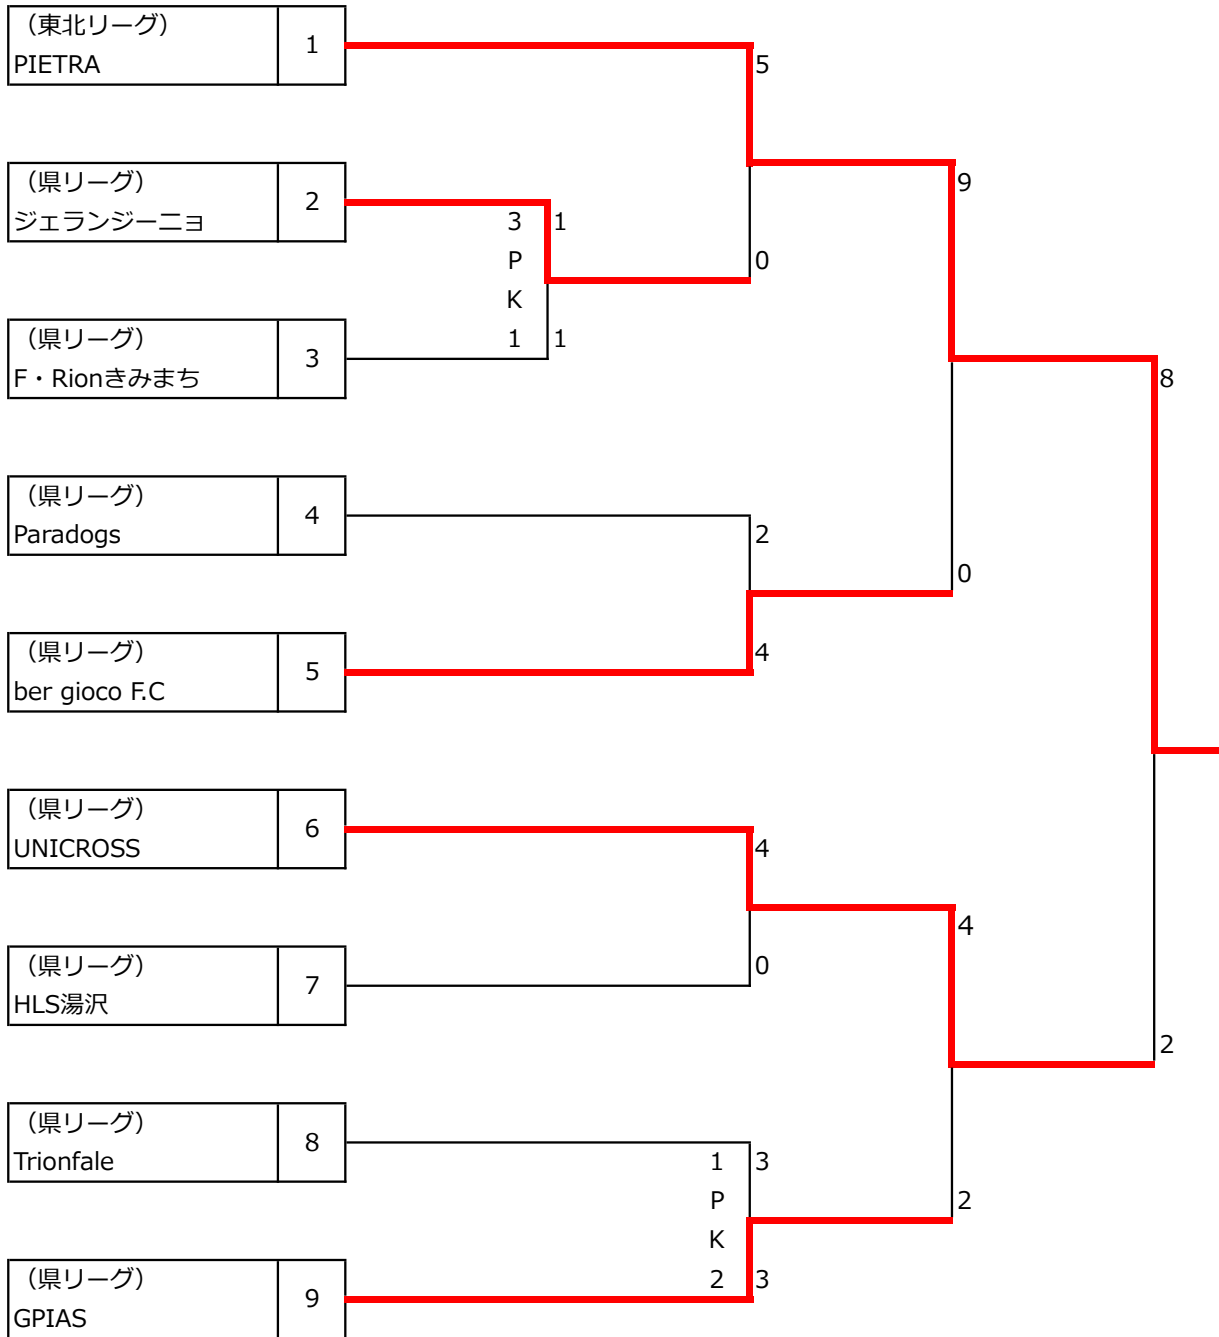 （東北リーグ）
PIETRA
1
5
（県リーグ）
ジェランジーニョ
2
9
3
1
P
K
0
1
1
（県リーグ）
F・Rionきみまち
3
8
（県リーグ）
Paradogs
4
2
0
（県リーグ）
ber gioco F.C
5
4
（県リーグ）
UNICROSS
6
4
4
（県リーグ）
HLS湯沢
7
0
2
（県リーグ）
Trionfale
8
1
3
P
K
2
2
3
（県リーグ）
GPIAS
9